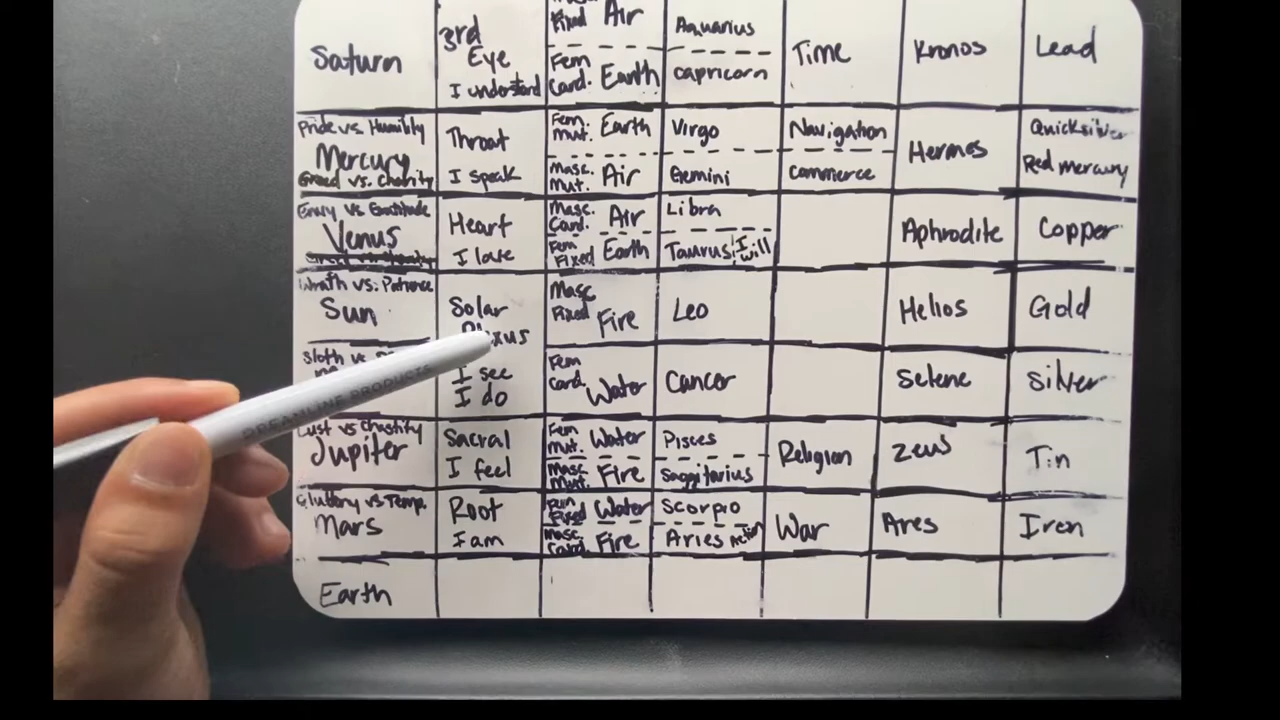 3rd
Eye
I understand
Saturn
Fixed Air
Fem
Card. Earth
Aquarius
Capricorn
Time
Kronos
Lead
Pride vs. Humility
Mercury
Greed vs. Charity
Throat
I speak
Fem.
Mut. Earth
Masc.
Mut. Air
Virgo
Gemini
Navigation
Commerce
Hermes
Quicksilver
Red mercury
Envy vs Gratitude
Venus
Heart
I love
Masc.
Card. Air
Fem
Fixed Earth
Libra
Taurus I will
Aphrodite
Copper
Wrath vs. Patience
Sun
Solar
Masc
Fixed Fire
Leo
Helios
Gold
Sloth vs
I see
I do
Fem
Card. Water
Cancer
Selene
Silver
Lust vs Chastity
Jupiter
Sacral
I feel
Fem
Mut. Water
Masc.
Mut. Fire
Pisces
Saggitarius
Religion
Zeus
Tin
Gluttony vs Temp.
Mars
Root
I am
Fem
Fixed Water
Masc.
Card. Fire
Scorpio
Aries Action
War
Ares
Iron
Earth
DREAMLINE PRODUCTS